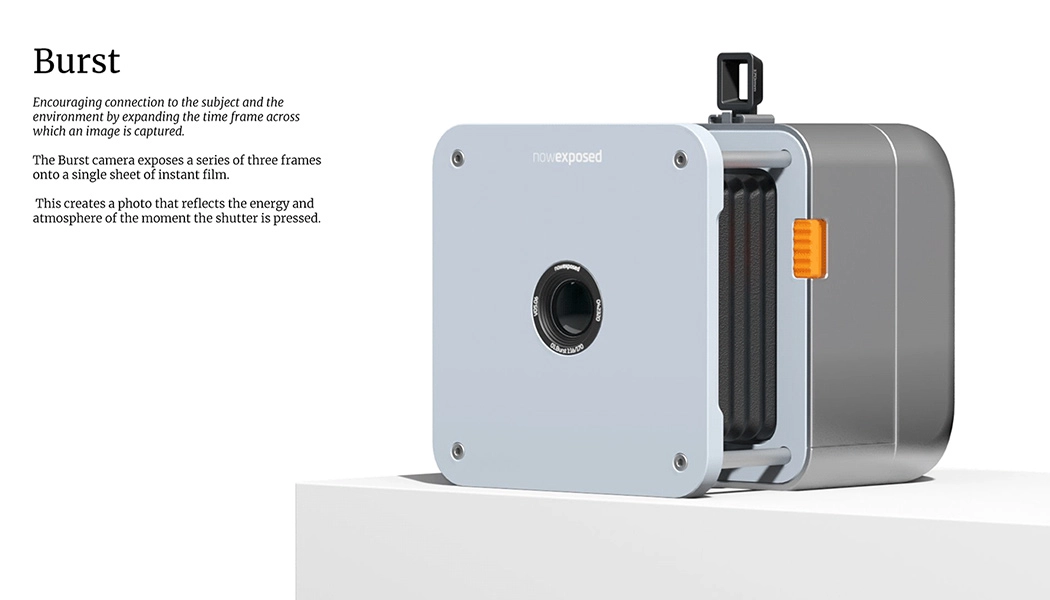 Burst
Encouraging connection to the subject and the
environment by expanding the time frame across
which an image is captured.
The Burst camera exposes a series of three frames
onto a single sheet of instant film.
This creates a photo that reflects the energy and
atmosphere of the moment the shutter is pressed.
nowexposed
nowexposed